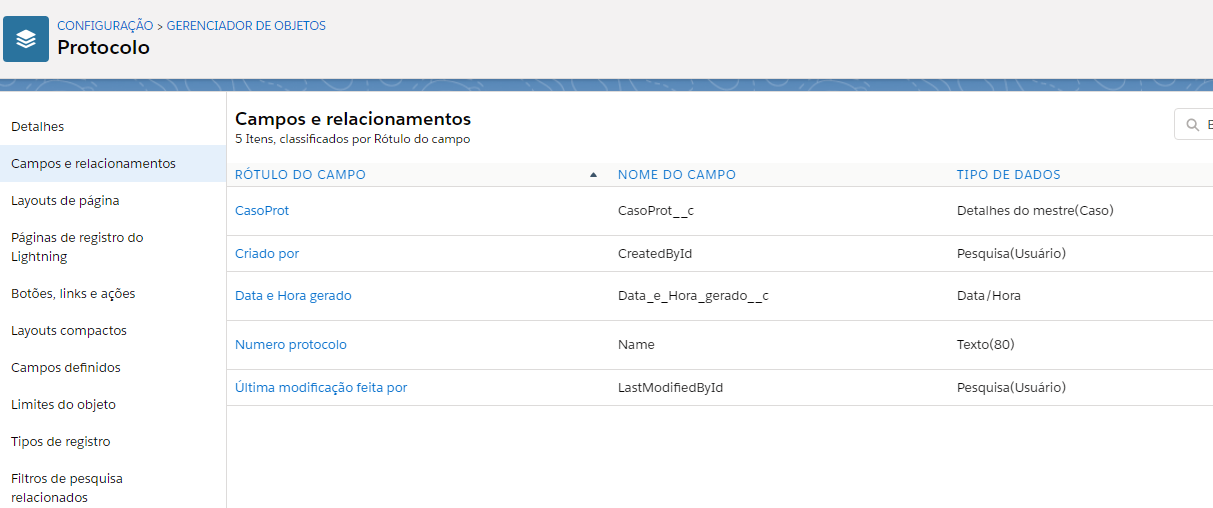 CONFIGURAÇÃO > GERENCIADOR DE OBJETOS
Protocolo
Detalhes
Campos e relacionamentos
Layouts de página
Páginas de registro do
Lightning
Botões, links e ações
Layouts compactos
Campos definidos
Limites do objeto
Tipos de registro
Filtros de pesquisa
relacionados
Campos e relacionamentos
5 Itens, classificados por Rótulo do campo
RÓTULO DO CAMPO NOME DO CAMPO TIPO DE DADOS
CasoProt CasoProt__c Detalhes do mestre(Caso)
Criado por CreatedById Pesquisa(Usuário)
Data e Hora gerado Data_e_Hora_gerado__c Data/Hora
Numero protocolo Name Texto(80)
Última modificação feita por LastModifiedById Pesquisa(Usuário)